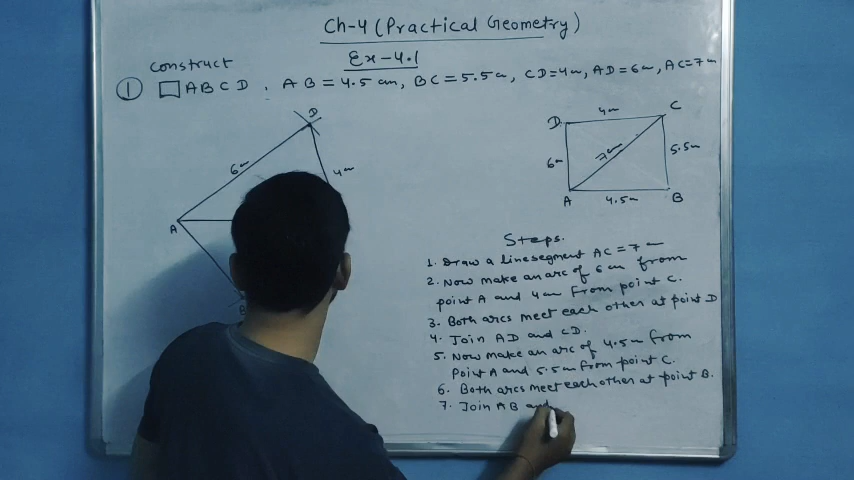 Ch-4 (Practical Geometry)
Ex-4.1
Construct
① □ABCD, AB = 4.5 cm, BC = 5.5 cm, CD = 4 cm, AD = 6 cm, AC = 7 cm
D
6 cm
4 cm
A
B
4 cm
D
C
6 cm
7 cm
5.5 cm
A
4.5 cm
B
Steps.
1. Draw a line segment AC = 7 cm
2. Now make an arc of 6 cm from
point A and 4 cm From point C.
3. Both arcs meet each other at point D
4. Join AD and CD.
5. Now make an arc of 4.5 cm from
Point A and 5.5 cm from point C.
6. Both arcs meet each other at point B.
7. Join AB and